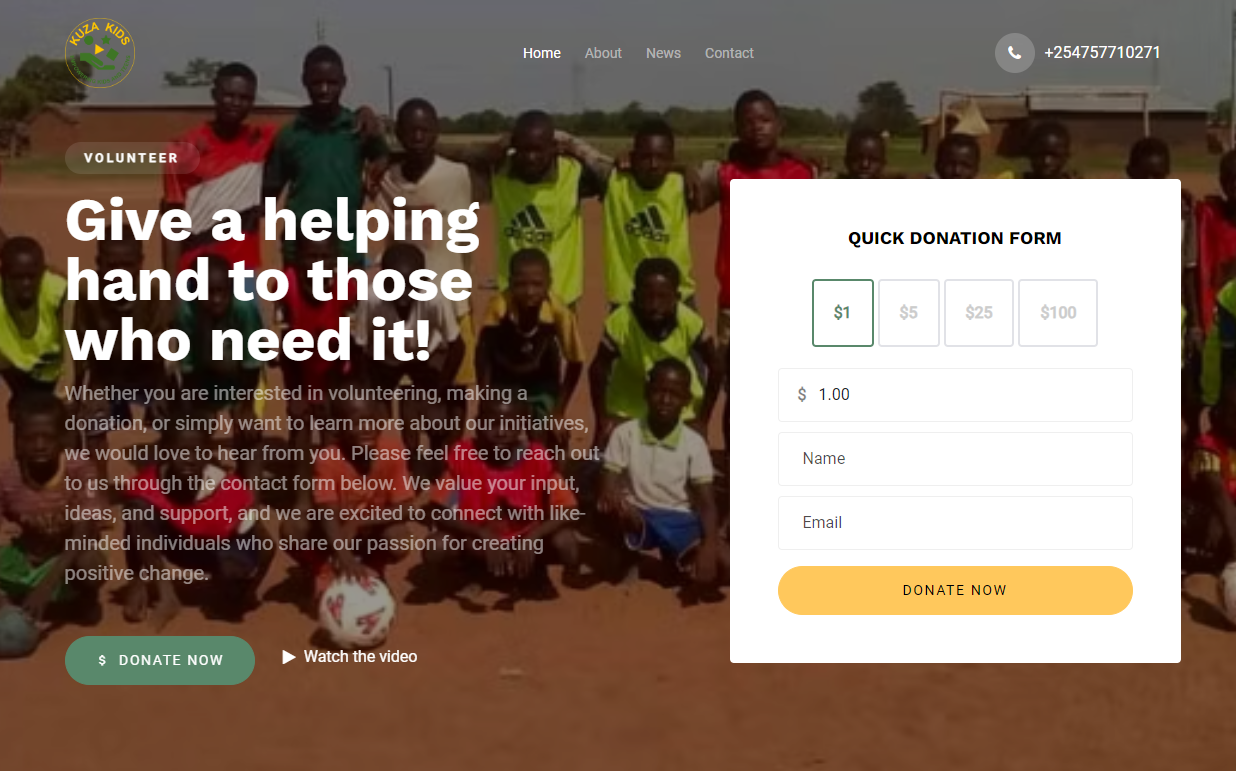 KUZA KIDS
Home
About
News
Contact
+254757710271
VOLUNTEER
Give a helping
hand to those
who need it!
Whether you are interested in volunteering, making a
donation, or simply want to learn more about our initiatives,
we would love to hear from you. Please feel free to reach out
to us through the contact form below. We value your input,
ideas, and support, and we are excited to connect with like-
minded individuals who share our passion for creating
positive change.
$ DONATE NOW
Watch the video
adidas
adidas
QUICK DONATION FORM
$1
$5
$25
$100
$ 1.00
Name
Email
DONATE NOW